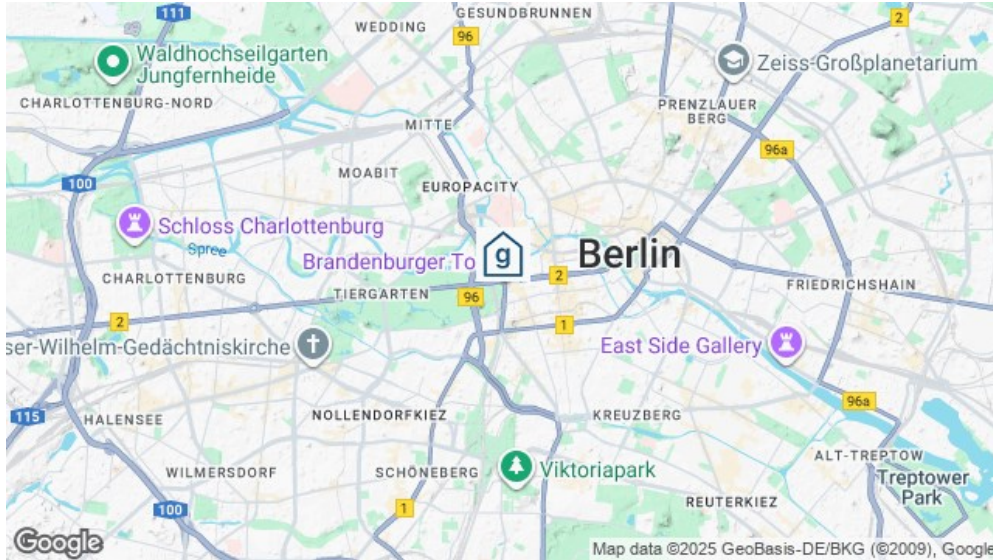 111
GESUNDBRUNNEN
WEDDING
2
96
Waldhochseilgarten
Jungfernheide
Zeiss-Großplanetarium
CHARLOTTENBURG-NORD
PRENZLAUER
BERG
MITTE
96a
MOABIT
100
EUROPACITY
Schloss Charlottenburg
Spree
g
Berlin
Brandenburger To
CHARLOTTENBURG
2
FRIEDRICHSHAIN
TIERGARTEN
96
2
1
ser-Wilhelm-Gedächtniskirche
East Side Gallery
96a
115
HALENSEE
NOLLENDORFKIEZ
KREUZBERG
ALT-TREPTOW
WILMERSDORF
SCHÖNEBERG
Viktoriapark
Treptower
Park
REUTERKIEZ
100
1
Google
Map data ©2025 GeoBasis-DE/BKG (©2009), Google